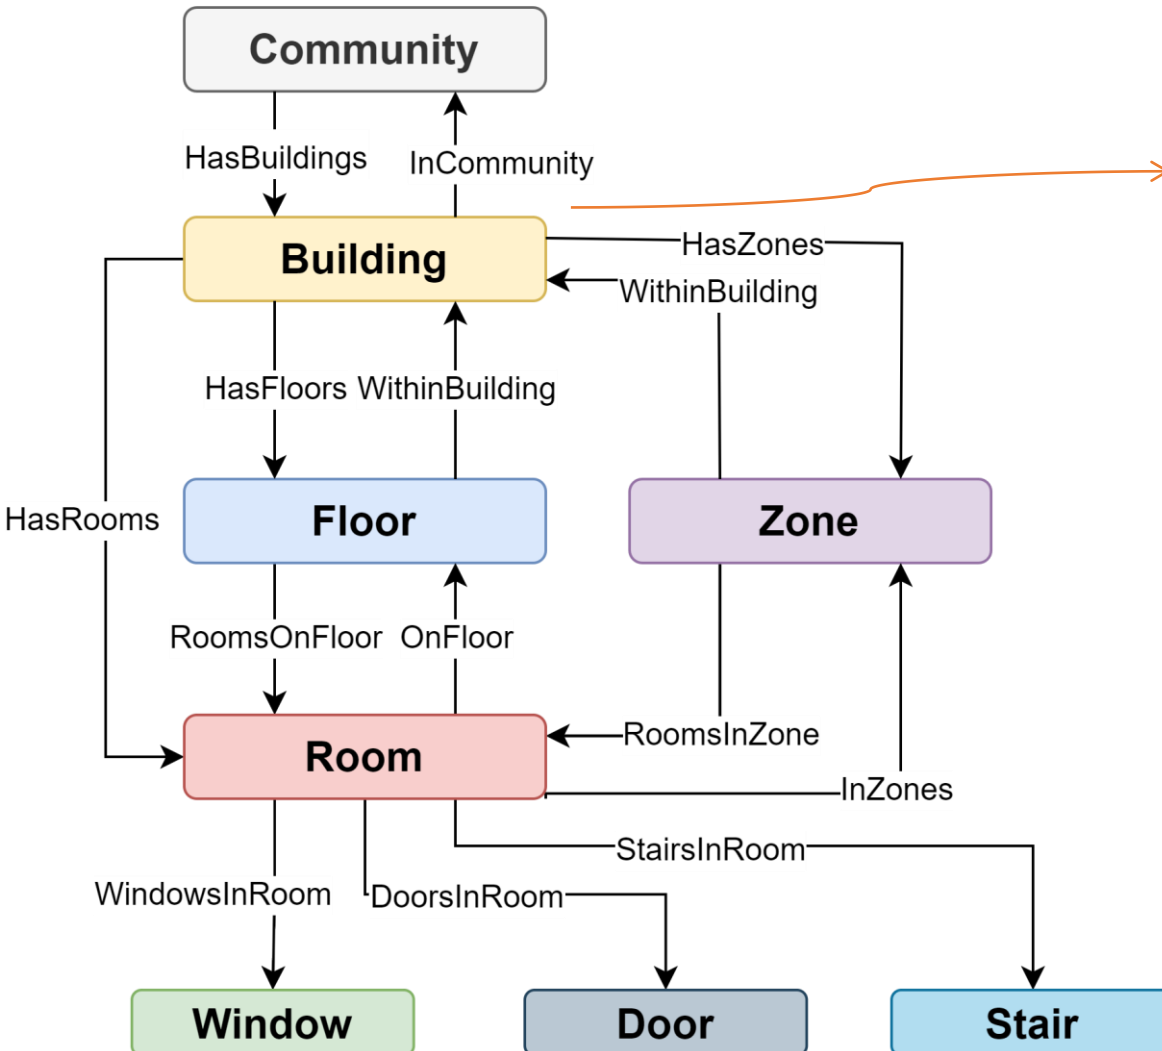 Community
HasBuildings
InCommunity
Building
HasZones
WithinBuilding
HasFloors
WithinBuilding
HasRooms
Floor
Zone
RoomsOnFloor
OnFloor
Room
RoomsInZone
InZones
StairsInRoom
WindowsInRoom
DoorsInRoom
Window
Door
Stair